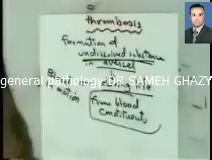 thrombosis
Formation of
undissolved substance
in a vessel
general pathology:DR. SAMEH GHAZY
from blood
constituents